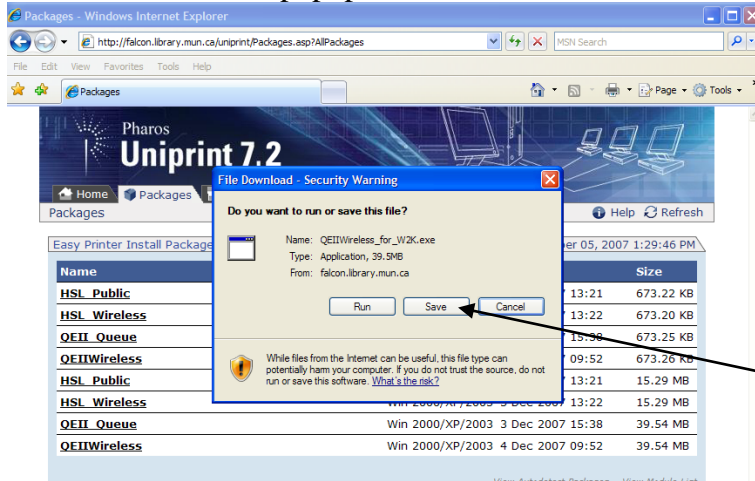 Packages - Windows Internet Explorer
http://falcon.library.mun.ca/uniprint/Packages.asp?AllPackages
MSN Search
File Edit View Favorites Tools Help
Packages
Page Tools
Pharos
Uniprint 7.2
Home Packages
Packages Help Refresh
File Download - Security Warning
Do you want to run or save this file?
Name: QEIIWireless_for_W2K.exe
Type: Application, 39.5MB
From: falcon.library.mun.ca
Run Save Cancel
While files from the Internet can be useful, this file type can
potentially harm your computer. If you do not trust the source, do not
run or save this software. What's the risk?
Easy Printer Install Package er 05, 2007 1:29:46 PM
Name Size
HSL Public 13:21 673.22 KB
HSL Wireless 13:22 673.20 KB
QEII Queue 15:38 673.25 KB
QEIIWireless 09:52 673.26 KB
HSL Public 13:21 15.29 MB
HSL Wireless Win 2000/XP/2003 3 Dec 2007 13:22 15.29 MB
QEII Queue Win 2000/XP/2003 3 Dec 2007 15:38 39.54 MB
QEIIWireless Win 2000/XP/2003 4 Dec 2007 09:52 39.54 MB